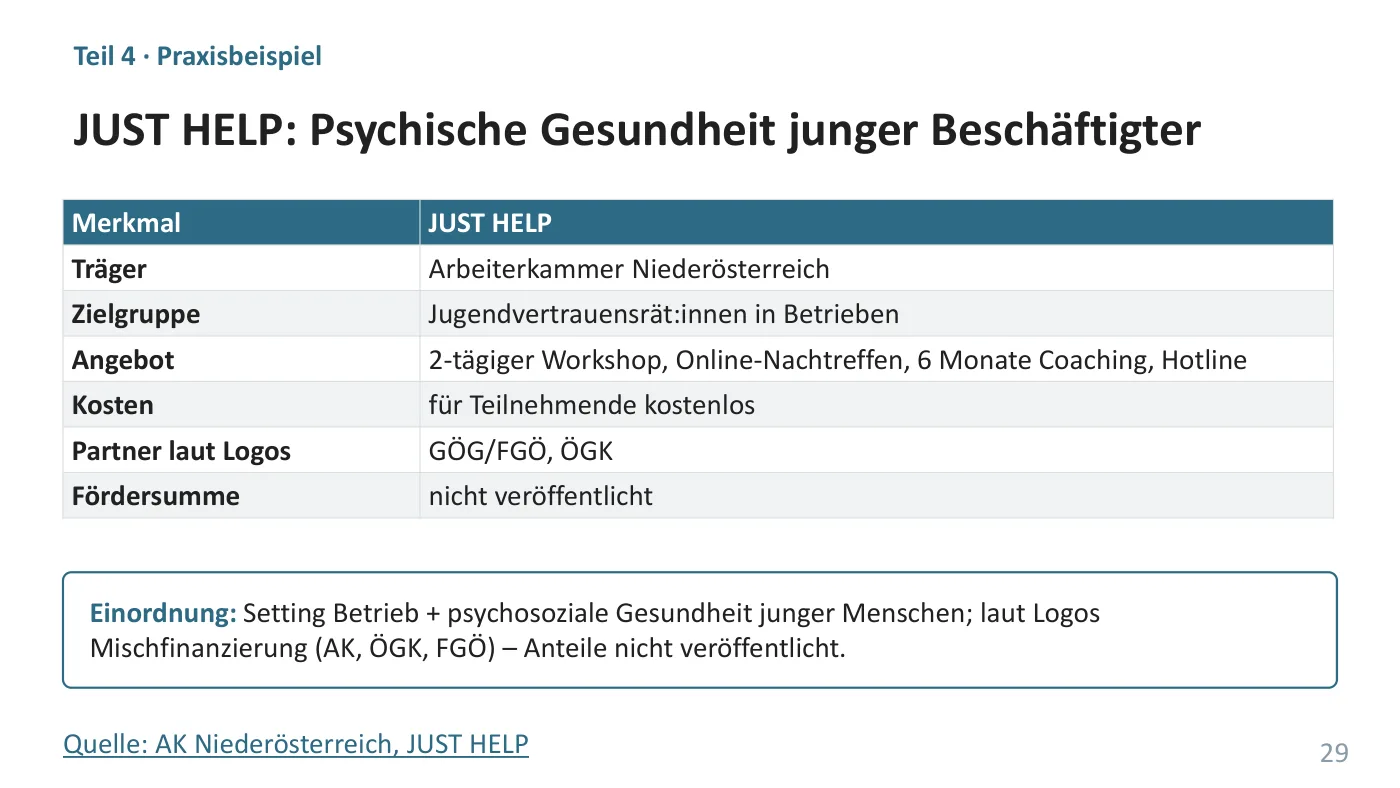 Teil 4 · Praxisbeispiel
JUST HELP: Psychische Gesundheit junger Beschäftigter
Merkmal JUST HELP
Träger Arbeiterkammer Niederösterreich
Zielgruppe Jugendvertrauensrät:innen in Betrieben
Angebot 2-tägiger Workshop, Online-Nachtreffen, 6 Monate Coaching, Hotline
Kosten für Teilnehmende kostenlos
Partner laut Logos GÖG/FGÖ, ÖGK
Fördersumme nicht veröffentlicht
Einordnung: Setting Betrieb + psychosoziale Gesundheit junger Menschen; laut Logos
Mischfinanzierung (AK, ÖGK, FGÖ) – Anteile nicht veröffentlicht.
Quelle: AK Niederösterreich, JUST HELP
29